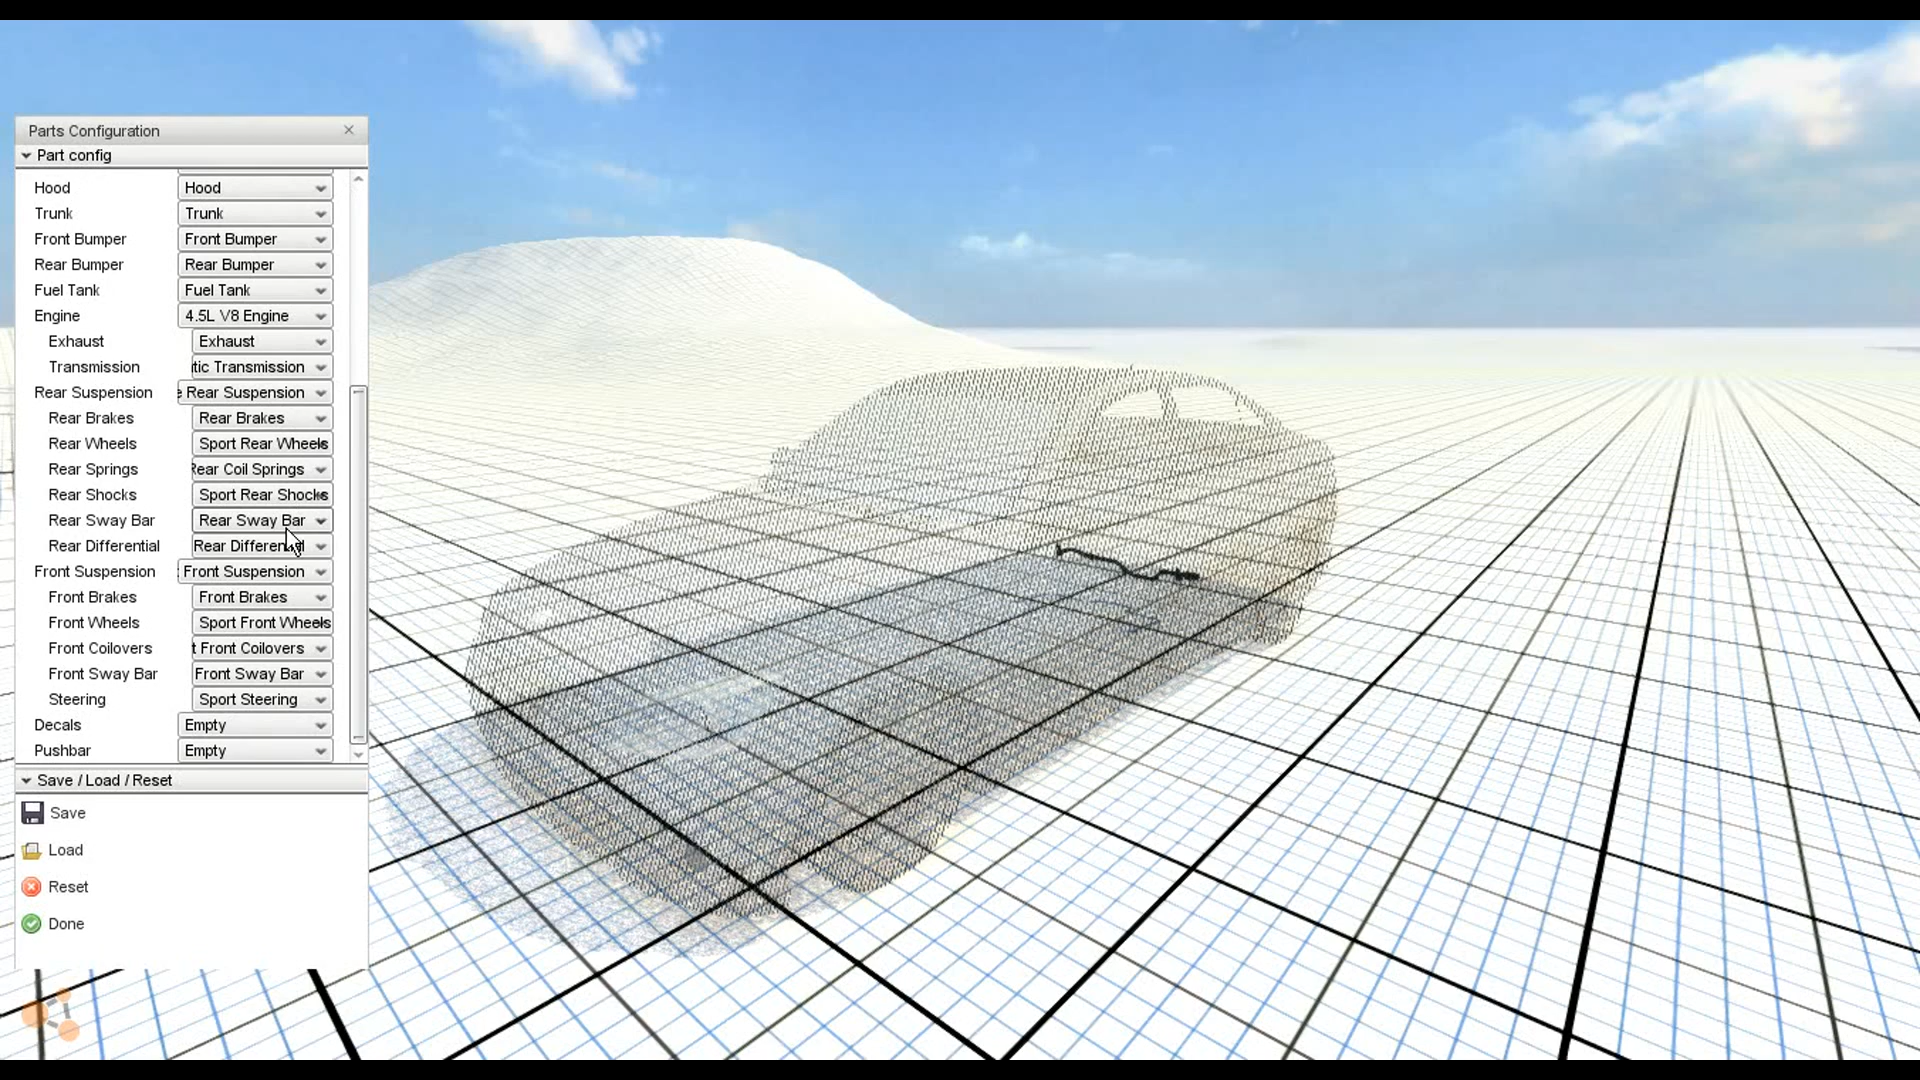 Parts Configuration
Part config
Hood Hood
Trunk Trunk
Front Bumper Front Bumper
Rear Bumper Rear Bumper
Fuel Tank Fuel Tank
Engine 4.5L V8 Engine
Exhaust Exhaust
Transmission tic Transmission
Rear Suspension e Rear Suspension
Rear Brakes Rear Brakes
Rear Wheels Sport Rear Wheels
Rear Springs Rear Coil Springs
Rear Shocks Sport Rear Shocks
Rear Sway Bar Rear Sway Bar
Rear Differential Rear Differential
Front Suspension Front Suspension
Front Brakes Front Brakes
Front Wheels Sport Front Wheels
Front Coilovers t Front Coilovers
Front Sway Bar Front Sway Bar
Steering Sport Steering
Decals Empty
Pushbar Empty
Save / Load / Reset
Save
Load
Reset
Done